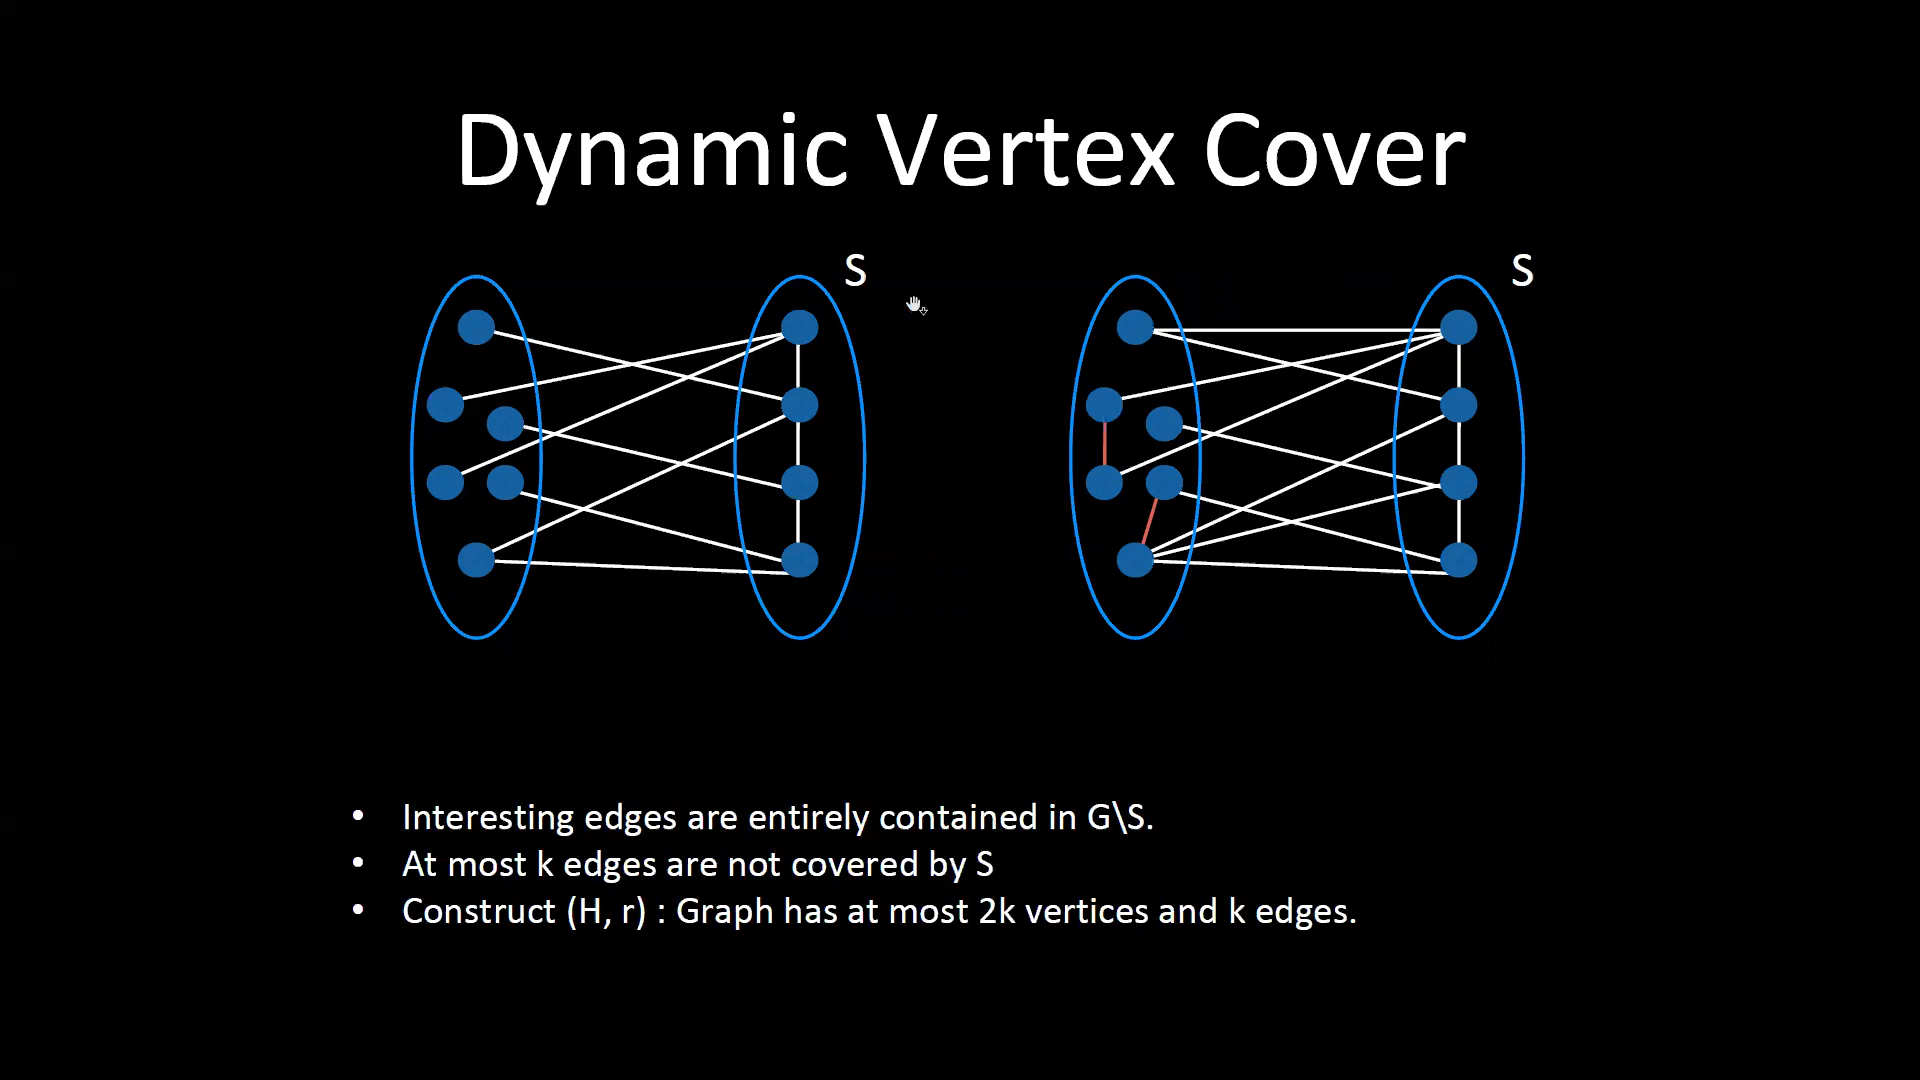 Dynamic Vertex Cover
S
S
• Interesting edges are entirely contained in G\S.
• At most k edges are not covered by S
• Construct (H, r) : Graph has at most 2k vertices and k edges.